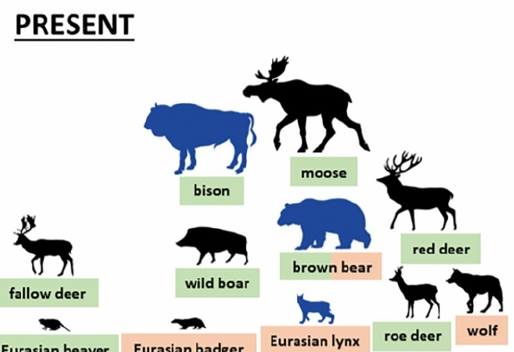 PRESENT
moose
bison
red deer
brown bear
wild boar
fallow deer
wolf
roe deer
Eurasian lynx
Eurasian beaver
Eurasian badger